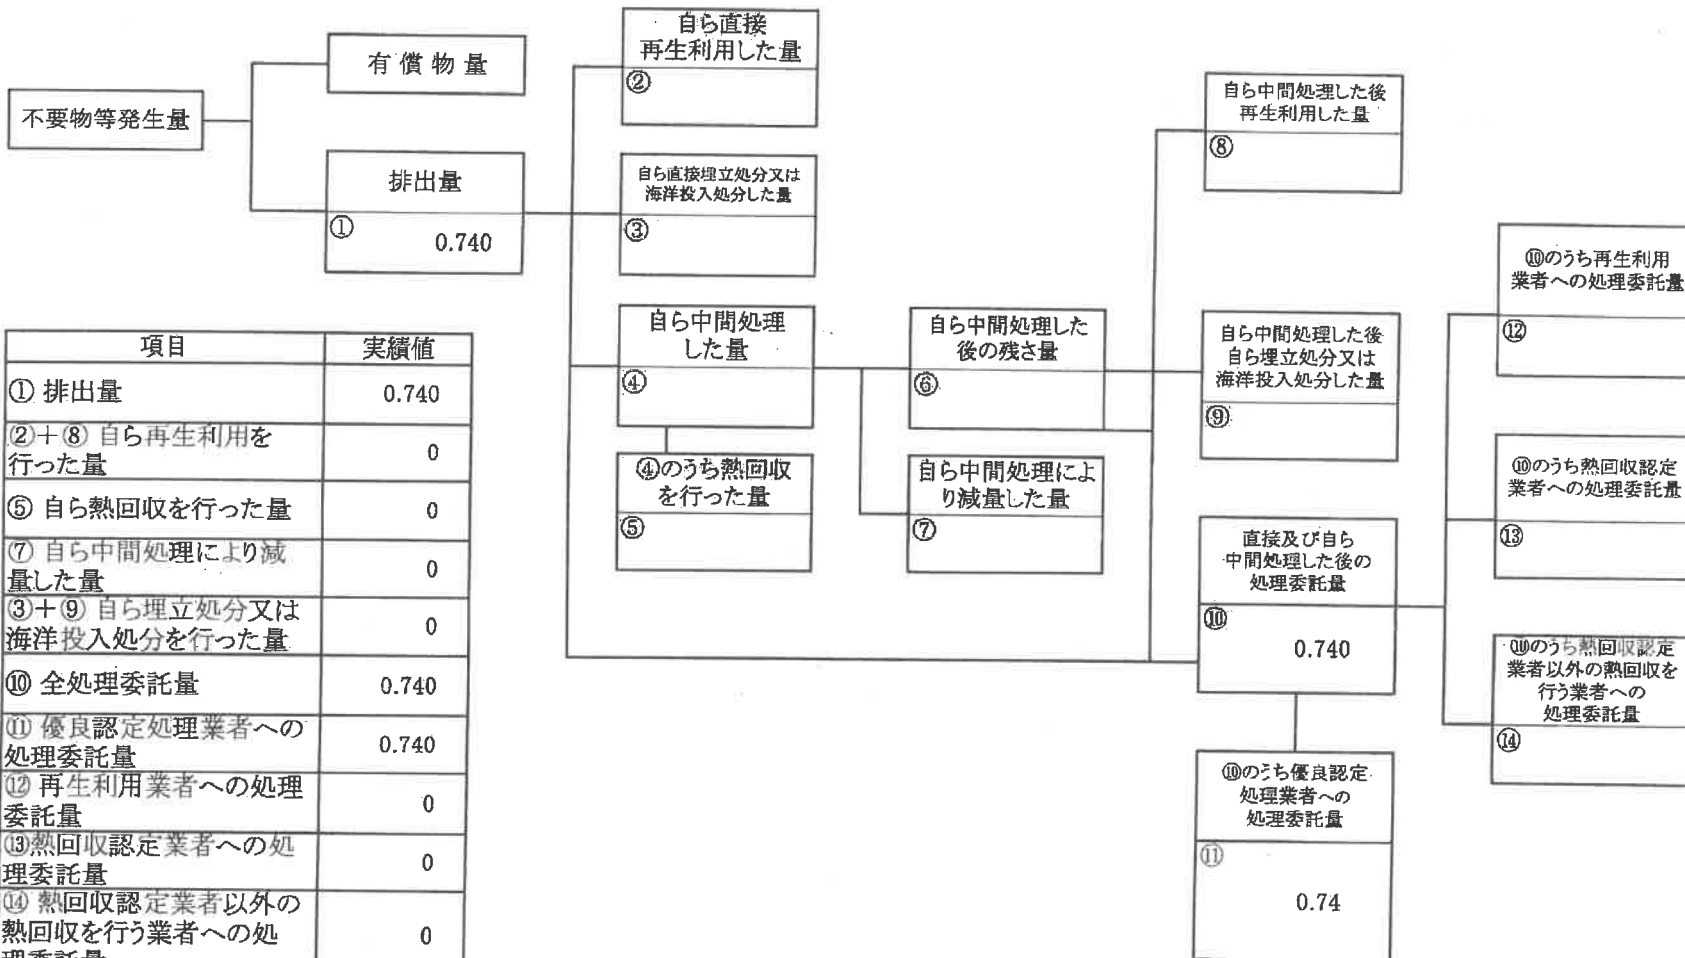 不要物等発生量
有償物量
排出量
①
0.740
自ら直接
再生利用した量
②
自ら直接埋立処分又は
海洋投入処分した量
③
自ら中間処理
した量
④
④のうち熱回収
を行った量
⑤
自ら中間処理した
後の残さ量
⑥
自ら中間処理によ
り減量した量
⑦
自ら中間処理した後
再生利用した量
⑧
自ら中間処理した後
自ら埋立処分又は
海洋投入処分した量
⑨
直接及び自ら
中間処理した後の
処理委託量
⑩
0.740
⑩のうち優良認定
処理業者への
処理委託量
⑪
0.74
⑩のうち再生利用
業者への処理委託量
⑫
⑩のうち熱回収認定
業者への処理委託量
⑬
⑩のうち熱回収認定
業者以外の熱回収を
行う業者への
処理委託量
⑭
項目 実績値
① 排出量 0.740
②+⑧ 自ら再生利用を
行った量 0
⑤ 自ら熱回収を行った量 0
⑦ 自ら中間処理により減
量した量 0
③+⑨ 自ら埋立処分又は
海洋投入処分を行った量 0
⑩ 全処理委託量 0.740
⑪ 優良認定処理業者への
処理委託量 0.740
⑫ 再生利用業者への処理
委託量 0
⑬熱回収認定業者への処
理委託量 0
⑭ 熱回収認定業者以外の
熱回収を行う業者への処 0
理委託量